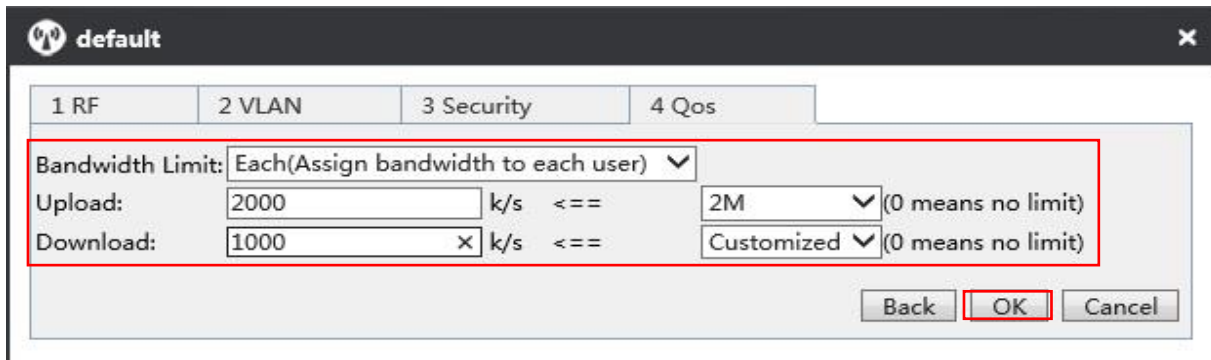 default
1 RF 2 VLAN 3 Security 4 Qos
Bandwidth Limit: Each(Assign bandwidth to each user)
Upload: 2000 k/s <== 2M (0 means no limit)
Download: 1000 k/s <== Customized (0 means no limit)
Back OK Cancel